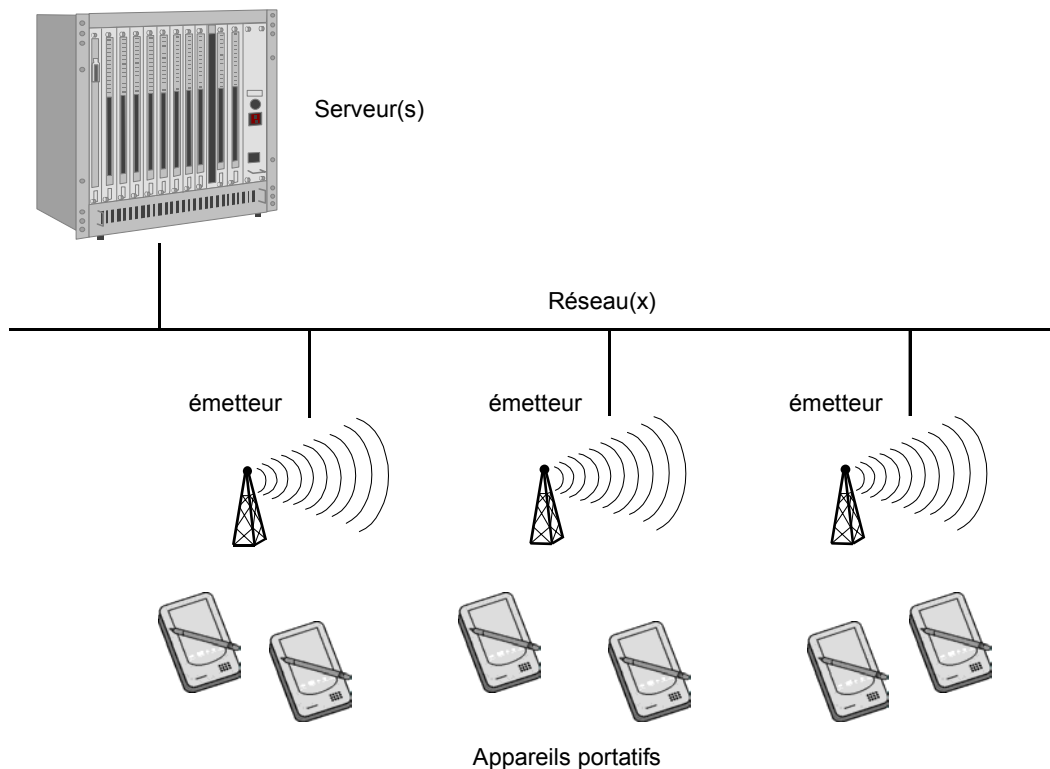 Serveur(s)
Réseau(x)
émetteur
émetteur
émetteur
Appareils portatifs